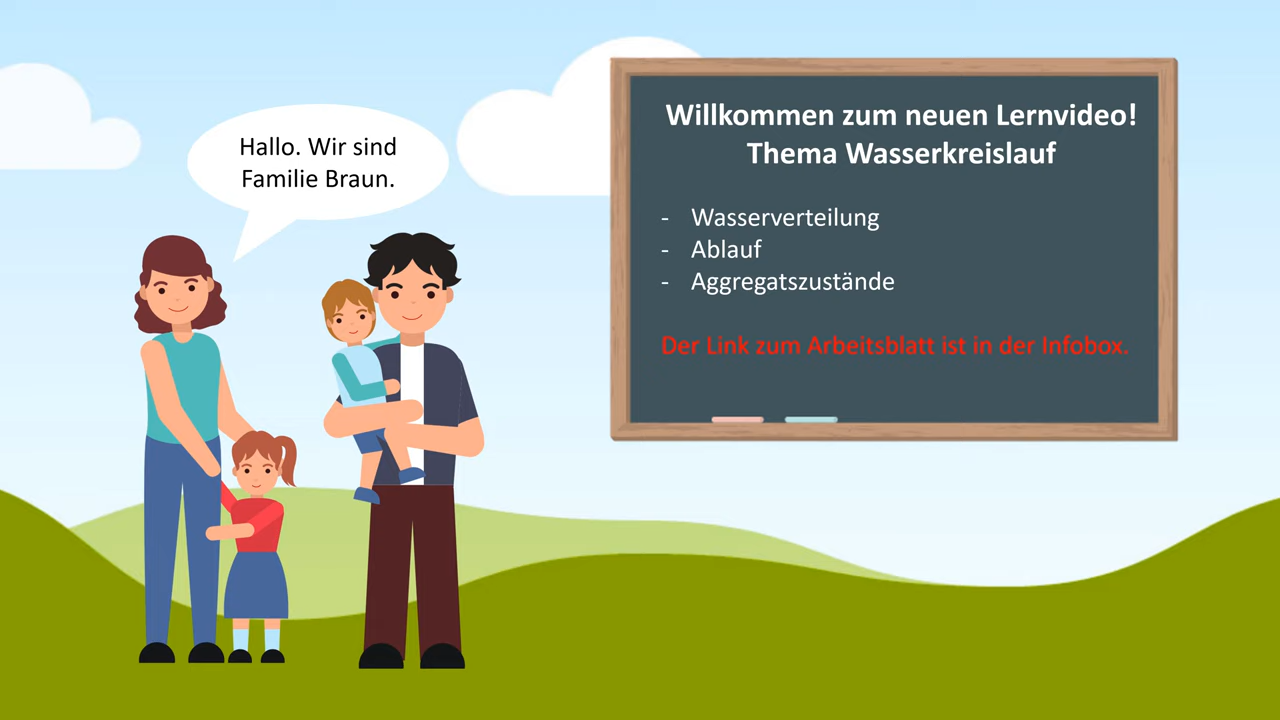 Hallo. Wir sind
Familie Braun.
Willkommen zum neuen Lernvideo!
Thema Wasserkreislauf
- Wasserverteilung
- Ablauf
- Aggregatszustände
Der Link zum Arbeitsblatt ist in der Infobox.